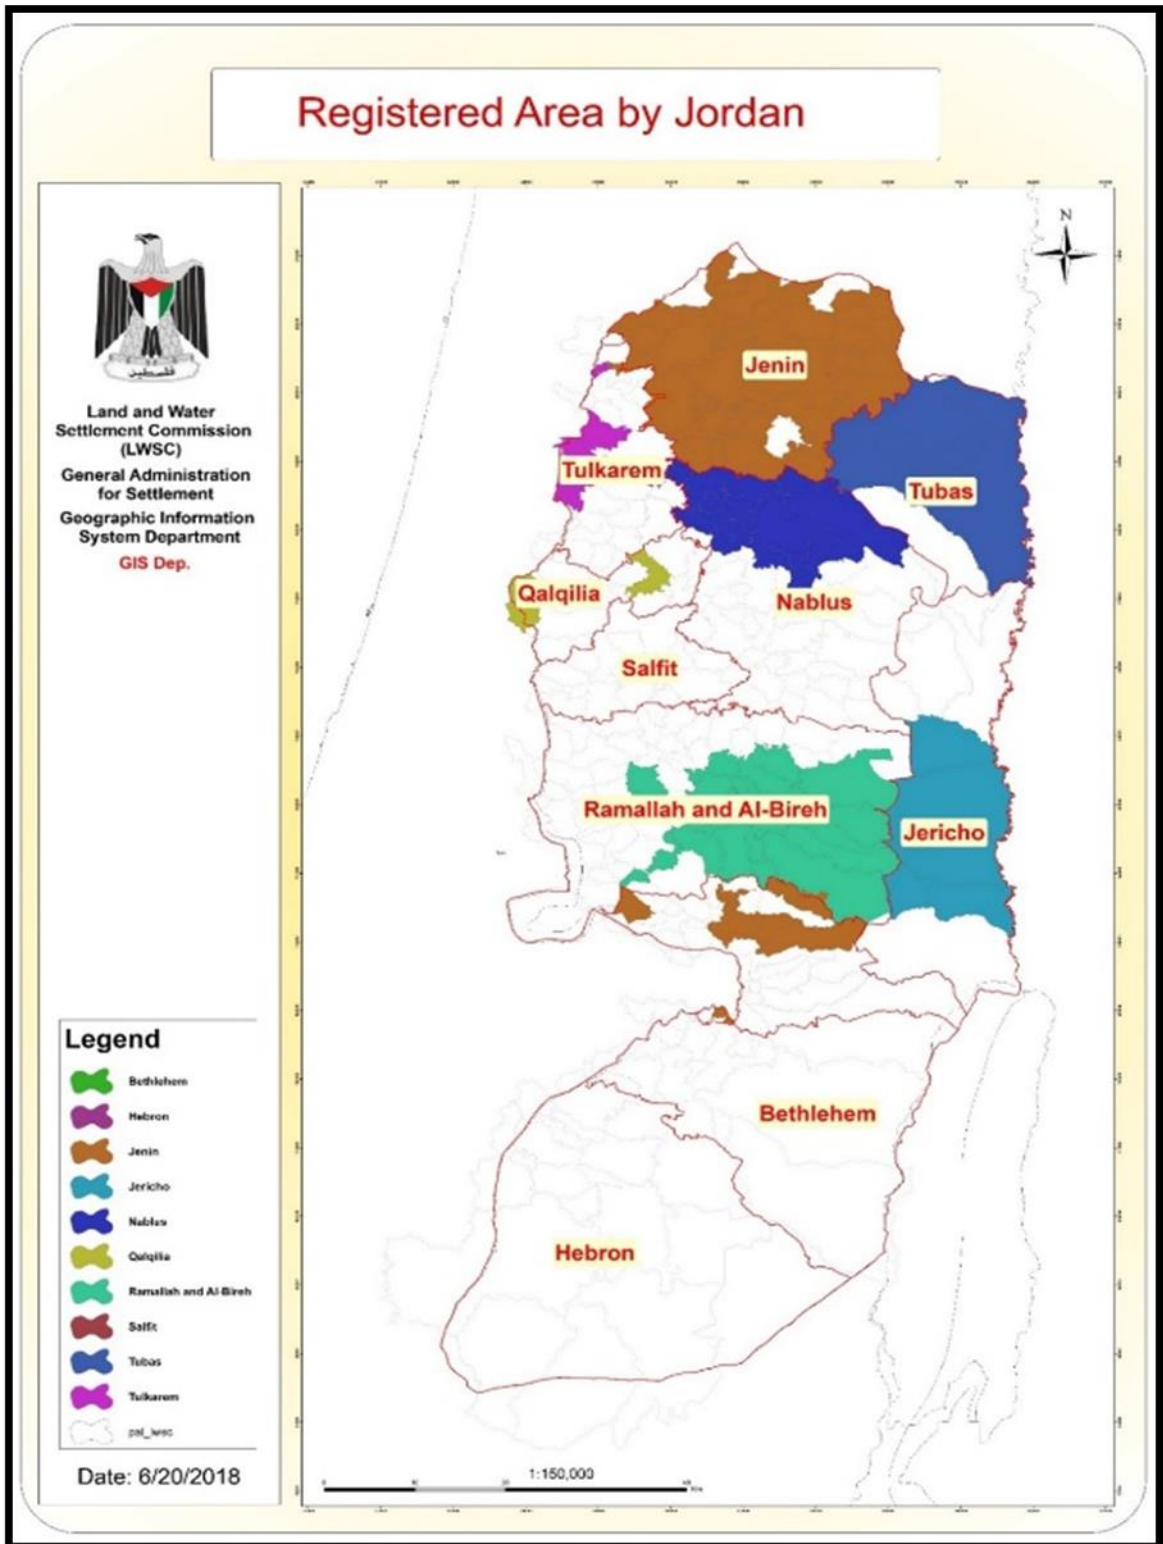 Registered Area by Jordan
فلسطين
Land and Water
Settlement Commission
(LWSC)
General Administration
for Settlement
Geographic Information
System Department
GIS Dep.
N
Jenin
Tubas
Tulkarem
Qalqilia
Nablus
Salfit
Ramallah and Al-Bireh
Jericho
Bethlehem
Hebron
Legend
Bethlehem
Hebron
Jenin
Jericho
Nablus
Qalqilia
Ramallah and Al-Bireh
Salfit
Tubas
Tulkarem
pal_lwsc
Date: 6/20/2018
1:150,000